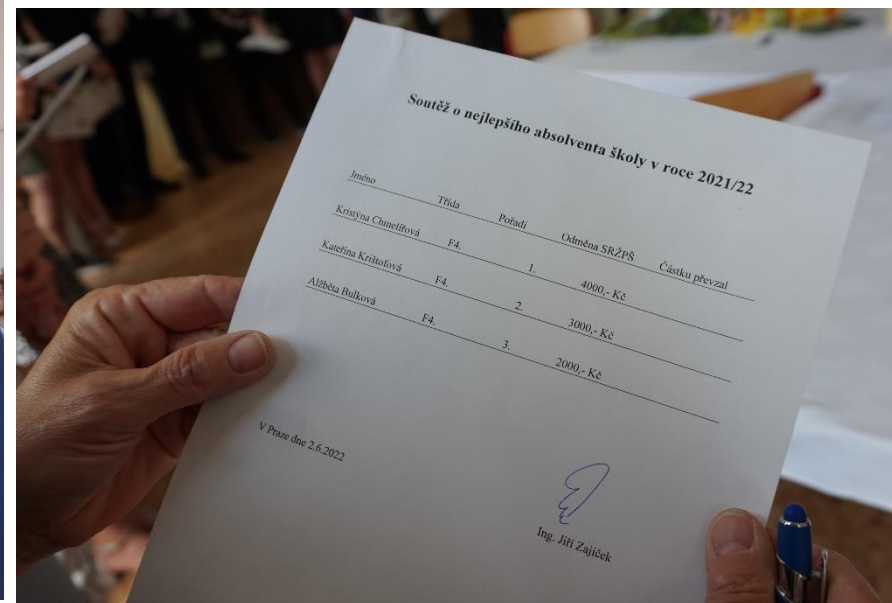 Soutěž o nejlepšího absolventa školy v roce 2021/22
Jméno Třída Pořadí Odměna SRŽPŠ Částku převzal
Kristýna Chmelířová F4. 1. 4000,- Kč
Kateřina Krištofová F4. 2. 3000,- Kč
Alžběta Bulková F4. 3. 2000,- Kč
V Praze dne 2.6.2022
Ing. Jiří Zajíček